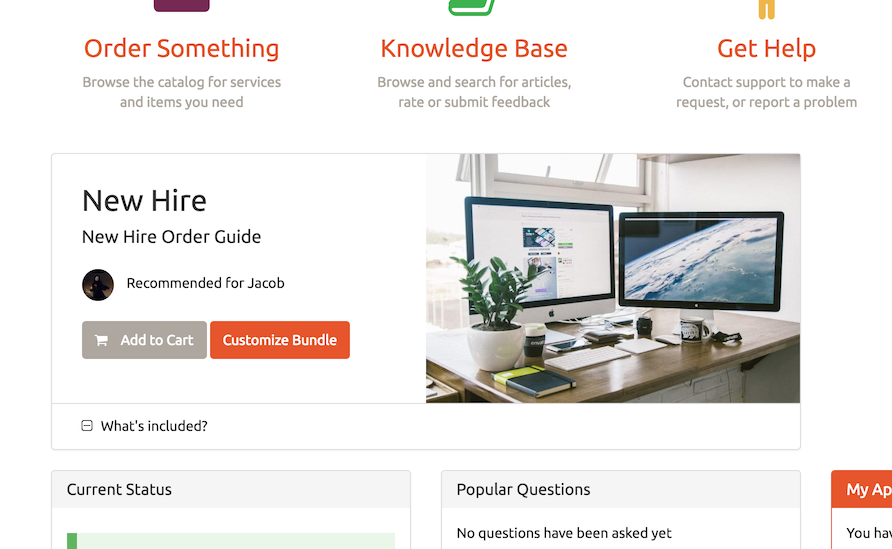 Order Something
Browse the catalog for services
and items you need
Knowledge Base
Browse and search for articles,
rate or submit feedback
Get Help
Contact support to make a
request, or report a problem
New Hire
New Hire Order Guide
Recommended for Jacob
Add to Cart
Customize Bundle
What's included?
Current Status
Popular Questions
No questions have been asked yet
My Ap
You hav